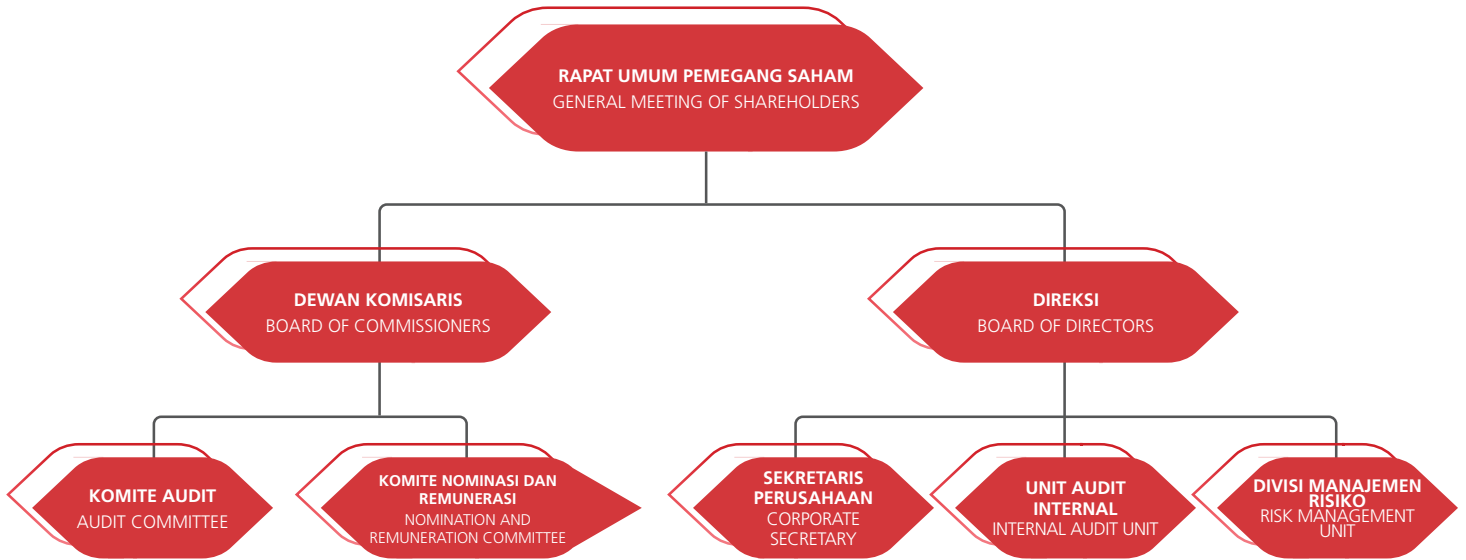 RAPAT UMUM PEMEGANG SAHAM
GENERAL MEETING OF SHAREHOLDERS
DEWAN KOMISARIS
BOARD OF COMMISSIONERS
DIREKSI
BOARD OF DIRECTORS
KOMITE AUDIT
AUDIT COMMITTEE
KOMITE NOMINASI DAN
REMUNERASI
NOMINATION AND
REMUNERATION COMMITTEE
SEKRETARIS
PERUSAHAAN
CORPORATE
SECRETARY
UNIT AUDIT
INTERNAL
INTERNAL AUDIT UNIT
DIVISI MANAJEMEN
RISIKO
RISK MANAGEMENT
UNIT